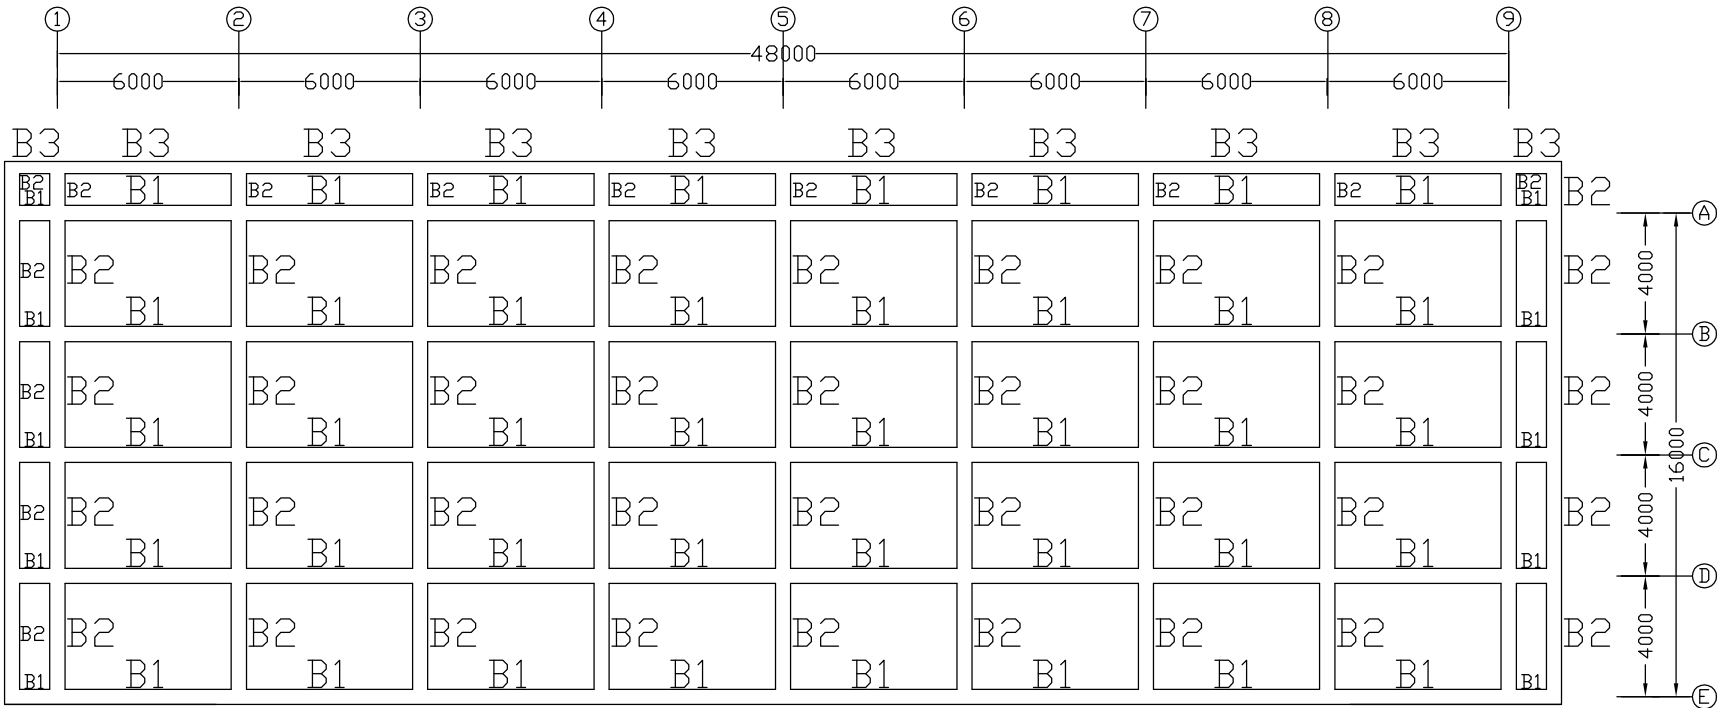 1 2 3 4 5 6 7 8 9
48000
6000 6000 6000 6000 6000 6000 6000 6000
B3 B3 B3 B3 B3 B3 B3 B3 B3 B3
B2 B2 B1 B2 B1 B2 B1 B2 B1 B2 B1 B2 B1 B2 B1 B2 B1 B2 B2
B1 B1
A
B2 B2 B2 B2 B2 B2 B2 B2 B2 B2 4000
B1 B1 B1 B1 B1 B1 B1 B1 B1 B1
B
B2 B2 B2 B2 B2 B2 B2 B2 B2 B2 4000
B1 B1 B1 B1 B1 B1 B1 B1 B1 B1
C
16000
B2 B2 B2 B2 B2 B2 B2 B2 B2 B2 4000
B1 B1 B1 B1 B1 B1 B1 B1 B1 B1
D
B2 B2 B2 B2 B2 B2 B2 B2 B2 B2 4000
B1 B1 B1 B1 B1 B1 B1 B1 B1 B1
E